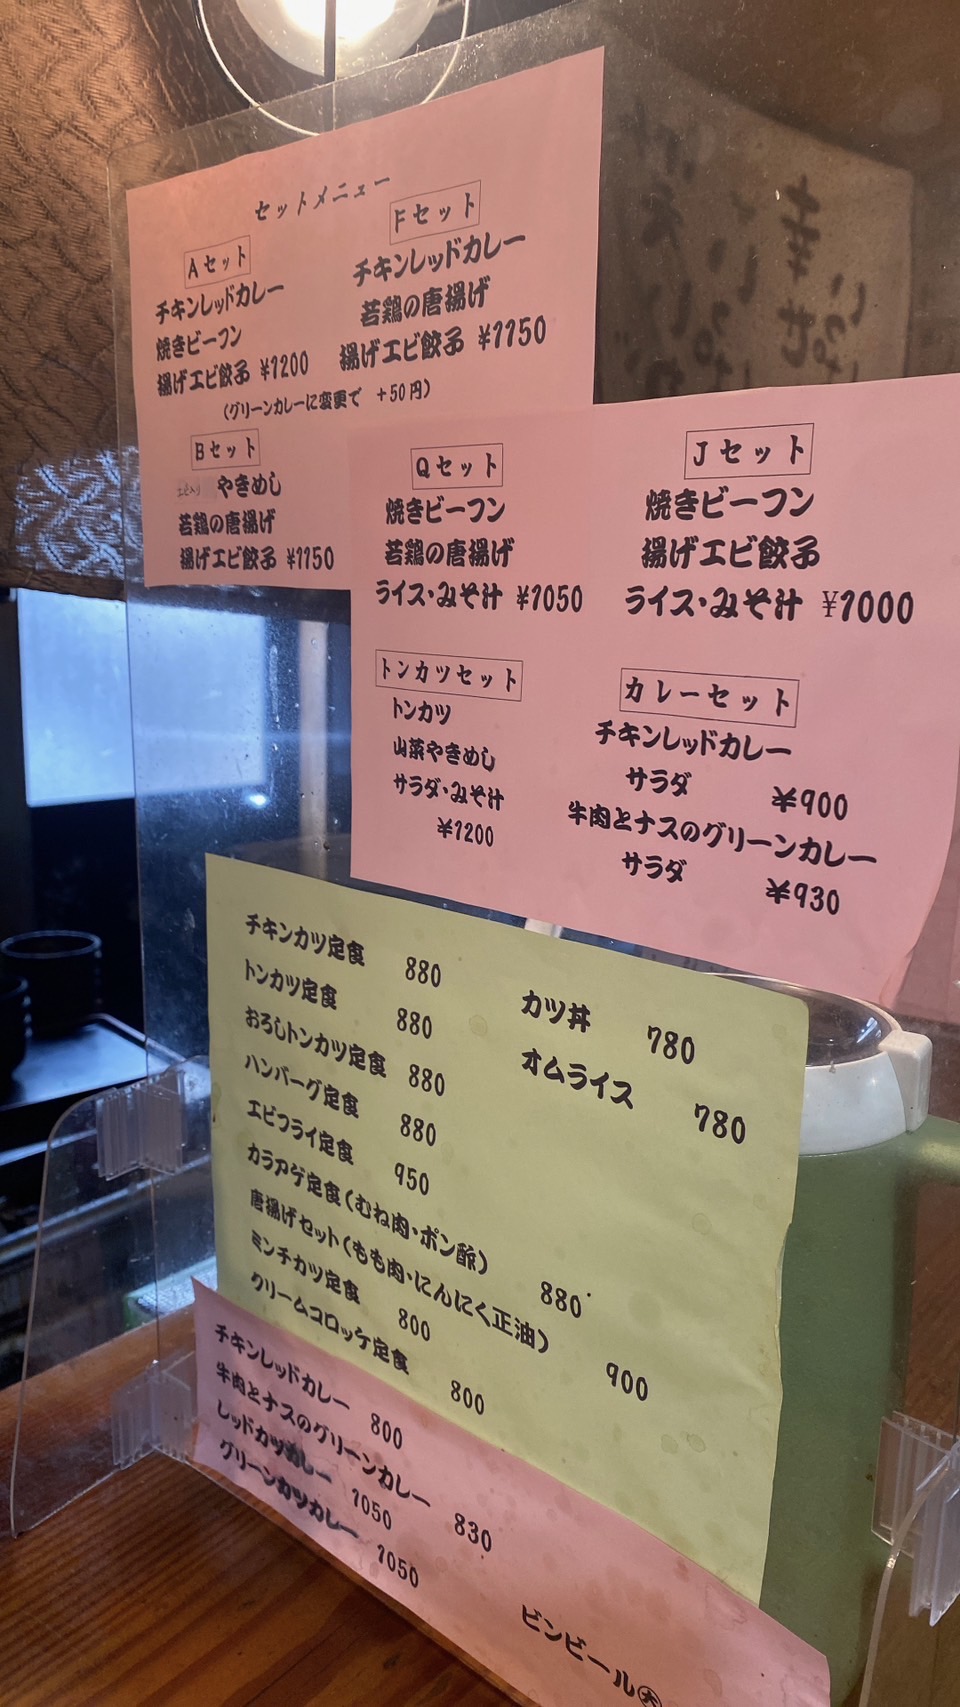 セットメニュー
Aセット
チキンレッドカレー
焼きビーフン
揚げエビ餃子 ¥1200
Fセット
チキンレッドカレー
若鶏の唐揚げ
揚げエビ餃子 ¥1150
(グリーンカレーに変更で +50円)
Bセット
エビ入り やきめし
若鶏の唐揚げ
揚げエビ餃子 ¥1150
Qセット
焼きビーフン
若鶏の唐揚げ
ライス・みそ汁 ¥1050
Jセット
焼きビーフン
揚げエビ餃子
ライス・みそ汁 ¥1000
トンカツセット
トンカツ
山菜やきめし
サラダ・みそ汁
¥1200
カレーセット
チキンレッドカレー
サラダ ¥900
牛肉とナスのグリーンカレー
サラダ ¥930
チキンカツ定食 880
トンカツ定食 880
おろしトンカツ定食 880
ハンバーグ定食 880
エビフライ定食 950
カラアゲ定食(むね肉・ポン酢) 880
唐揚げセット(もも肉・にんにく正油) 900
ミンチカツ定食 800
クリームコロッケ定食 800
カツ丼 780
オムライス 780
チキンレッドカレー 800
牛肉とナスのグリーンカレー 830
レッドカツカレー 1050
グリーンカツカレー 1050
ビンビール㊛